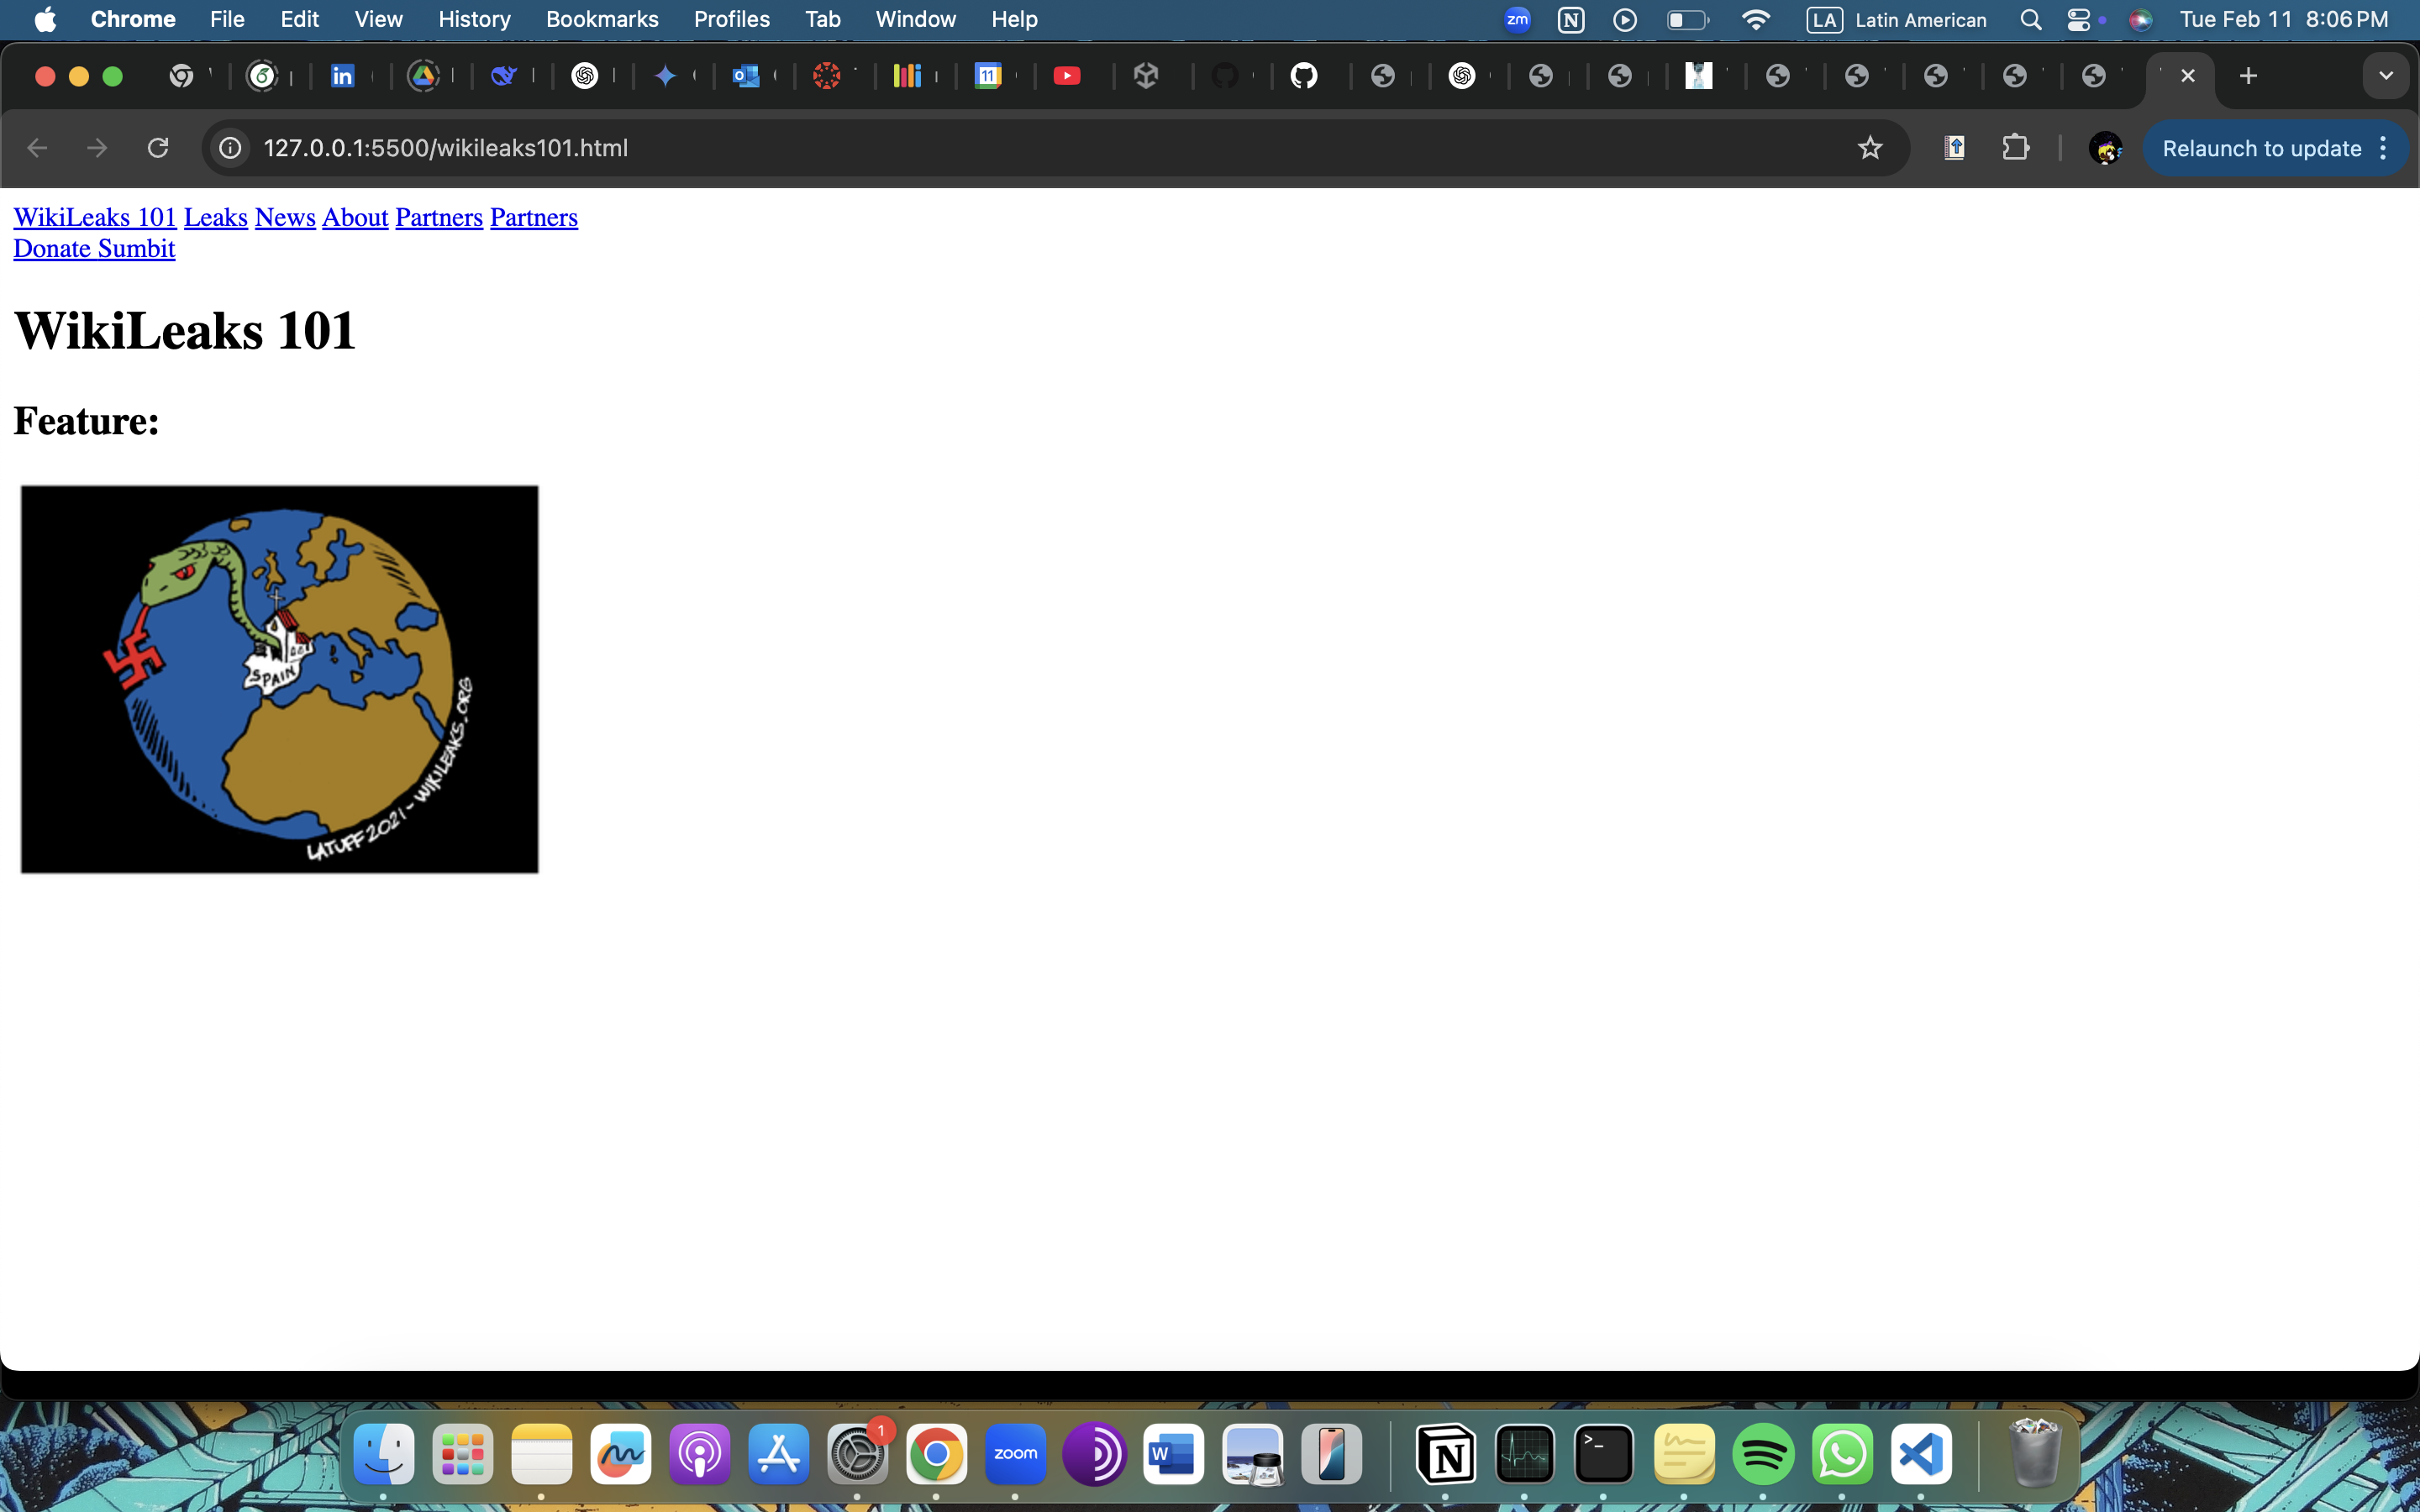 Chrome File Edit View History Bookmarks Profiles Tab Window Help zm N LA Latin American Tue Feb 11 8:06 PM
in 11
127.0.0.1:5500/wikileaks101.html Relaunch to update
WikiLeaks 101 Leaks News About Partners Partners
Donate Sumbit
WikiLeaks 101
Feature:
SPAIN
LATUFF 2021 - WIKILEAKS.ORG
1
zoom W N >_